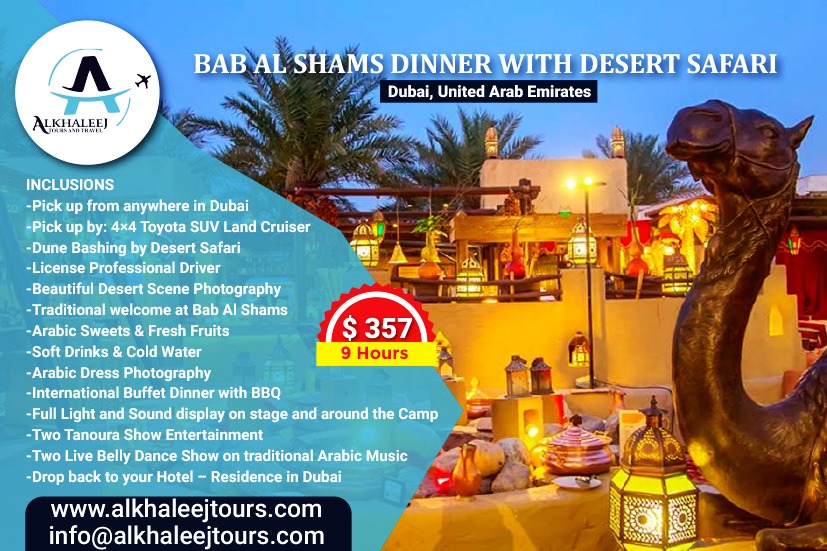 BAB AL SHAMS DINNER WITH DESERT SAFARI
Dubai, United Arab Emirates
ALKHALEEJ
TOURS AND TRAVEL
INCLUSIONS
-Pick up from anywhere in Dubai
-Pick up by: 4×4 Toyota SUV Land Cruiser
-Dune Bashing by Desert Safari
-License Professional Driver
-Beautiful Desert Scene Photography
-Traditional welcome at Bab Al Shams
-Arabic Sweets & Fresh Fruits
-Soft Drinks & Cold Water
-Arabic Dress Photography
-International Buffet Dinner with BBQ
-Full Light and Sound display on stage and around the Camp
-Two Tanoura Show Entertainment
-Two Live Belly Dance Show on traditional Arabic Music
-Drop back to your Hotel – Residence in Dubai
$ 357
9 Hours
www.alkhaleejtours.com
info@alkhaleejtours.com